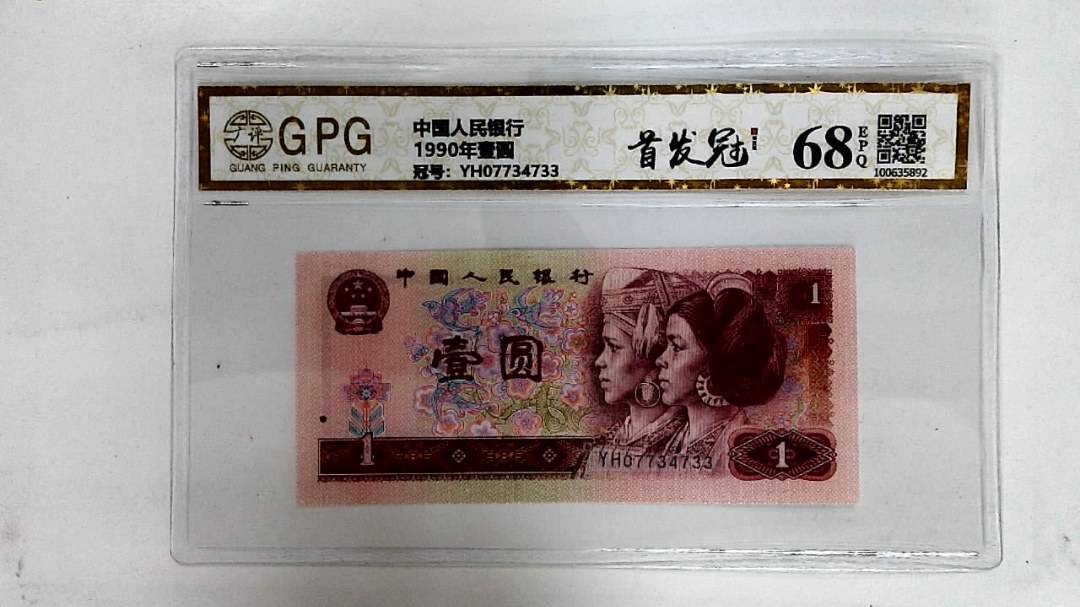 广评
GPG
GUANG PING GUARANTY
中国人民银行
1990年壹圆
冠号：YH07734733
首发冠
68
EPQ
100635892
中国人民银行
1
壹圆
1
YH07734733
1